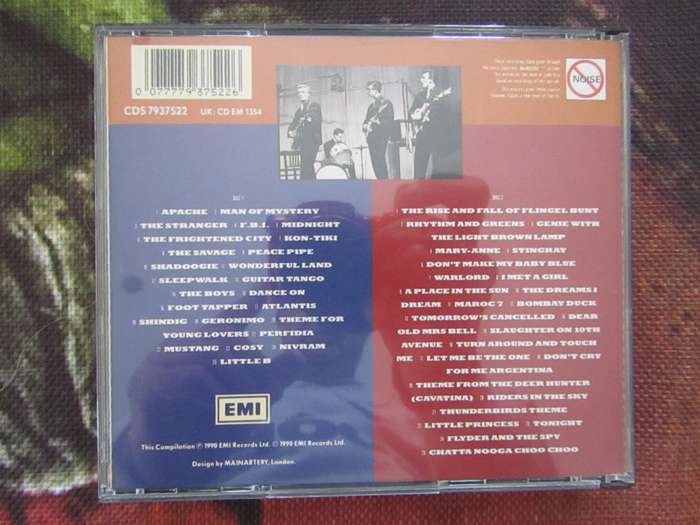 0 077779 375226
CDS 7937522 UK: CD EM 1354
NOISE
DISC 1
APACHE MAN OF MYSTERY
THE STRANGER F.B.I. MIDNIGHT
THE FRIGHTENED CITY KON-TIKI
THE SAVAGE PEACE PIPE
SHADOOGIE WONDERFUL LAND
SLEEPWALK GUITAR TANGO
THE BOYS DANCE ON
FOOT TAPPER ATLANTIS
SHINDIG GERONIMO THEME FOR
YOUNG LOVERS PERFIDIA
MUSTANG COSY NIVRAM
LITTLE B
EMI
This Compilation ℗ 1990 EMI Records Ltd. © 1990 EMI Records Ltd.
Design by MAINARTERY, London.
DISC 2
THE RISE AND FALL OF FLINGEL BUNT
RHYTHM AND GREENS GENIE WITH
THE LIGHT BROWN LAMP
MARY-ANNE STINGRAY
DON'T MAKE MY BABY BLUE
WARLORD I MET A GIRL
A PLACE IN THE SUN THE DREAMS I
DREAM MAROC 7 BOMBAY DUCK
TOMORROW'S CANCELLED DEAR
OLD MRS BELL SLAUGHTER ON 10TH
AVENUE TURN AROUND AND TOUCH
ME LET ME BE THE ONE DON'T CRY
FOR ME ARGENTINA
THEME FROM THE DEER HUNTER
(CAVATINA) RIDERS IN THE SKY
THUNDERBIRDS THEME
LITTLE PRINCESS TONIGHT
FLYDER AND THE SPY
CHATTA NOOGA CHOO CHOO